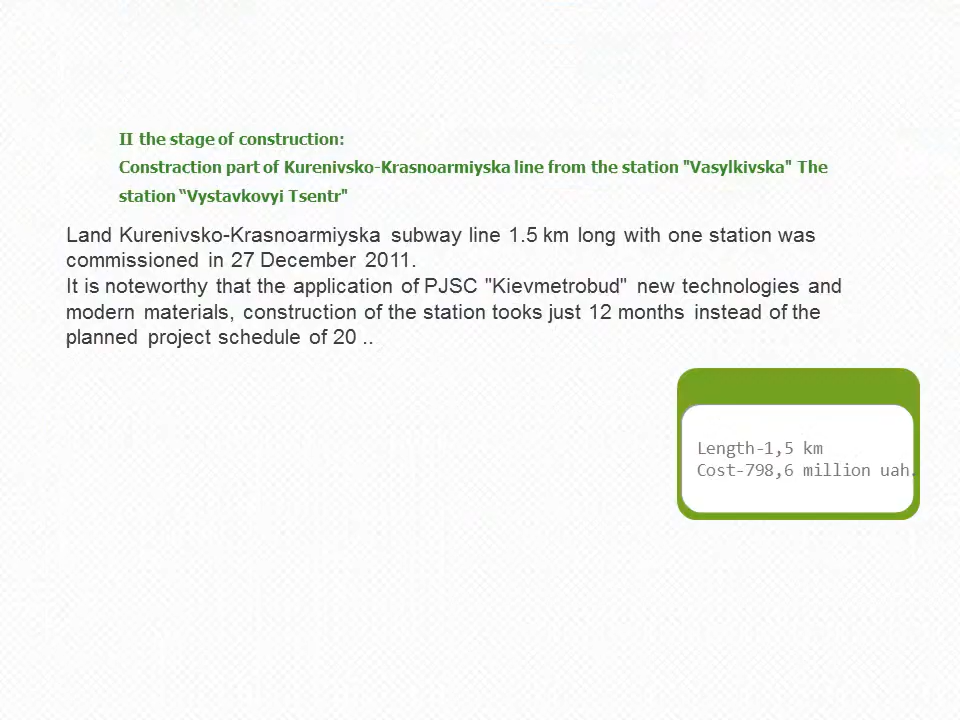 II the stage of construction:
Constraction part of Kurenivsko-Krasnoarmiyska line from the station "Vasylkivska" The
station “Vystavkovyi Tsentr"
Land Kurenivsko-Krasnoarmiyska subway line 1.5 km long with one station was
commissioned in 27 December 2011.
It is noteworthy that the application of PJSC "Kievmetrobud" new technologies and
modern materials, construction of the station tooks just 12 months instead of the
planned project schedule of 20 ..
Length-1,5 km
Cost-798,6 million uah.